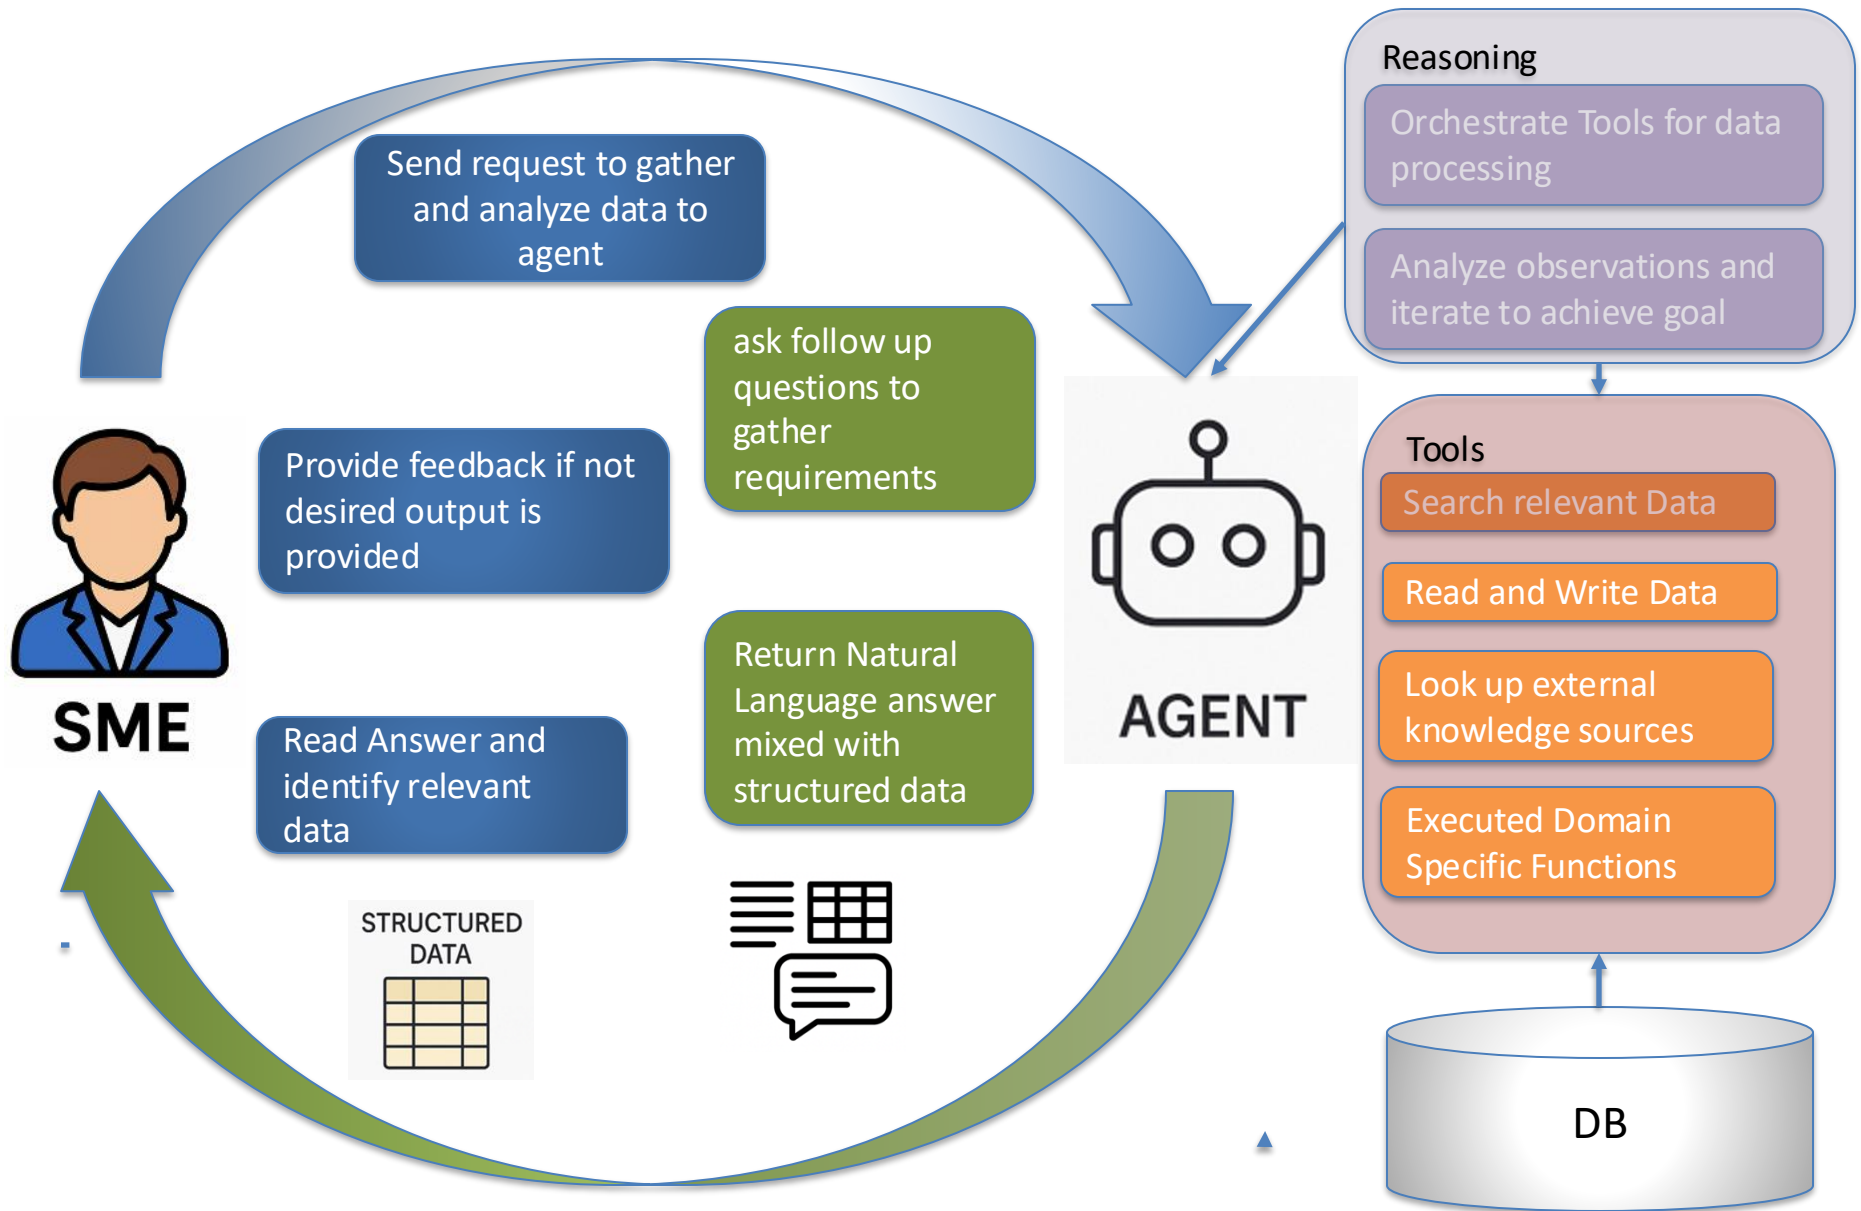 Send request to gather
and analyze data to
agent
ask follow up
questions to
gather
requirements
Provide feedback if not
desired output is
provided
SME
Read Answer and
identify relevant
data
Return Natural
Language answer
mixed with
structured data
AGENT
STRUCTURED
DATA
Reasoning
Orchestrate Tools for data
processing
Analyze observations and
iterate to achieve goal
Tools
Search relevant Data
Read and Write Data
Look up external
knowledge sources
Executed Domain
Specific Functions
DB